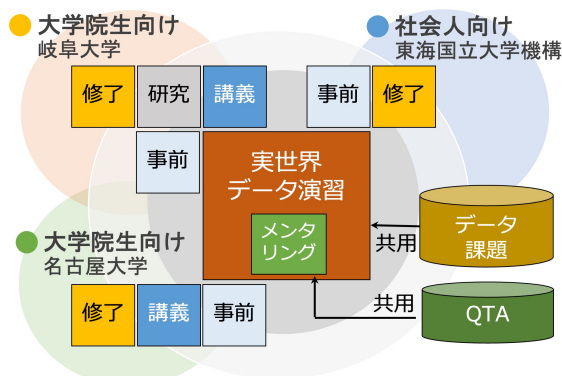 大学院生向け
岐阜大学
社会人向け
東海国立大学機構
修了
研究
講義
事前
修了
事前
実世界
データ演習
メンタ
リング
データ
課題
共用
大学院生向け
名古屋大学
修了
講義
事前
共用
QTA